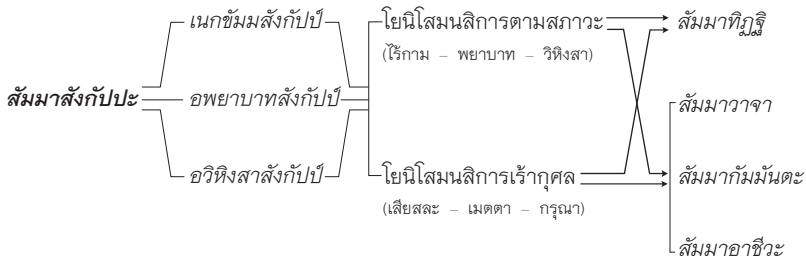 สัมมาสังกัปปะ
เนกขัมมสังกัปป์
อพยาบาทสังกัปป์
อวิหิงสาสังกัปป์
โยนิโสมนสิการตามสภาวะ
(ไร้กาม – พยาบาท – วิหิงสา)
โยนิโสมนสิการเร้ากุศล
(เสียสละ – เมตตา – กรุณา)
สัมมาทิฏฐิ
สัมมาวาจา
สัมมากัมมันตะ
สัมมาอาชีวะ